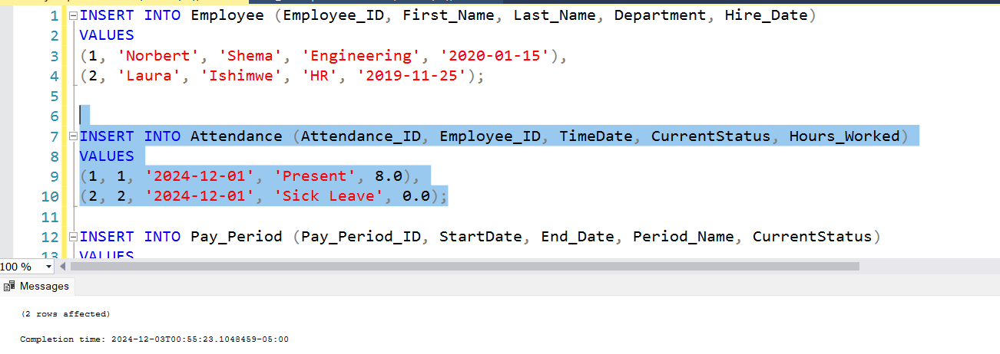 1 INSERT INTO Employee (Employee_ID, First_Name, Last_Name, Department, Hire_Date)
2 VALUES
3 (1, 'Norbert', 'Shema', 'Engineering', '2020-01-15'),
4 (2, 'Laura', 'Ishimwe', 'HR', '2019-11-25');
5
6
7 INSERT INTO Attendance (Attendance_ID, Employee_ID, TimeDate, CurrentStatus, Hours_Worked)
8 VALUES
9 (1, 1, '2024-12-01', 'Present', 8.0),
10 (2, 2, '2024-12-01', 'Sick Leave', 0.0);
11
12 INSERT INTO Pay_Period (Pay_Period_ID, StartDate, End_Date, Period_Name, CurrentStatus)
13 VALUES
100 %
Messages
(2 rows affected)
Completion time: 2024-12-03T00:55:23.1048459-05:00